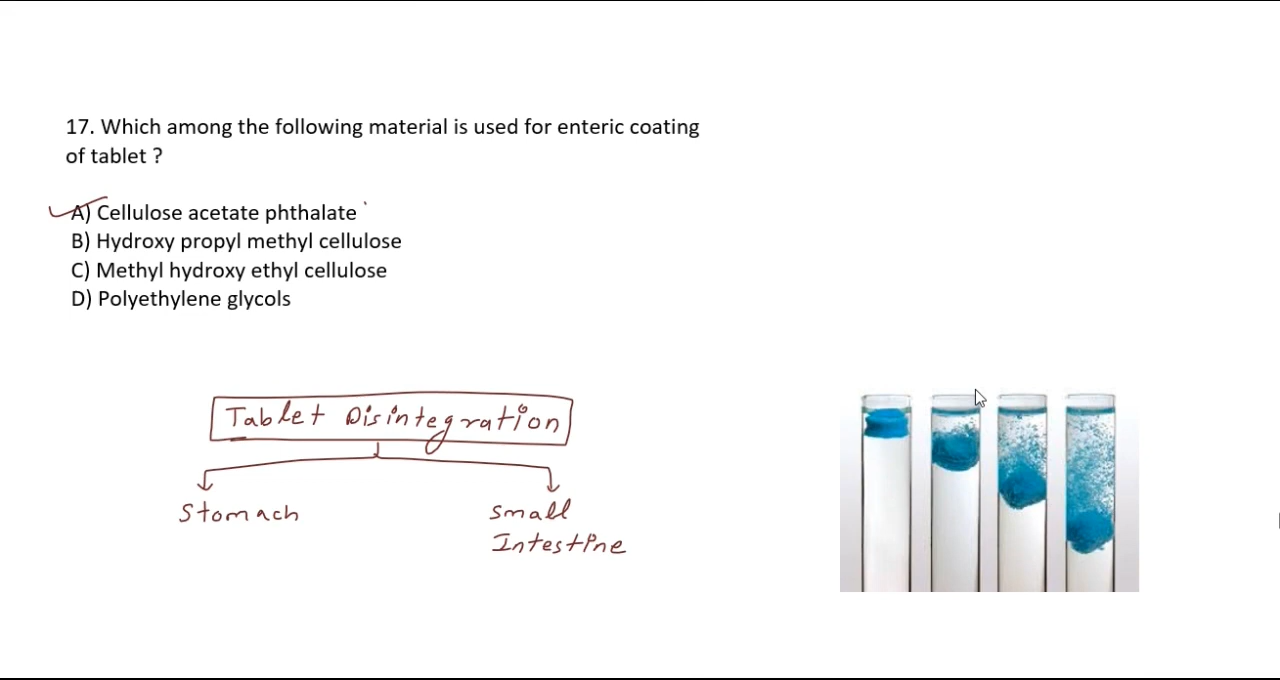 17. Which among the following material is used for enteric coating
of tablet ?
A) Cellulose acetate phthalate
B) Hydroxy propyl methyl cellulose
C) Methyl hydroxy ethyl cellulose
D) Polyethylene glycols
Tablet Disintegration
Stomach
Small
Intestine